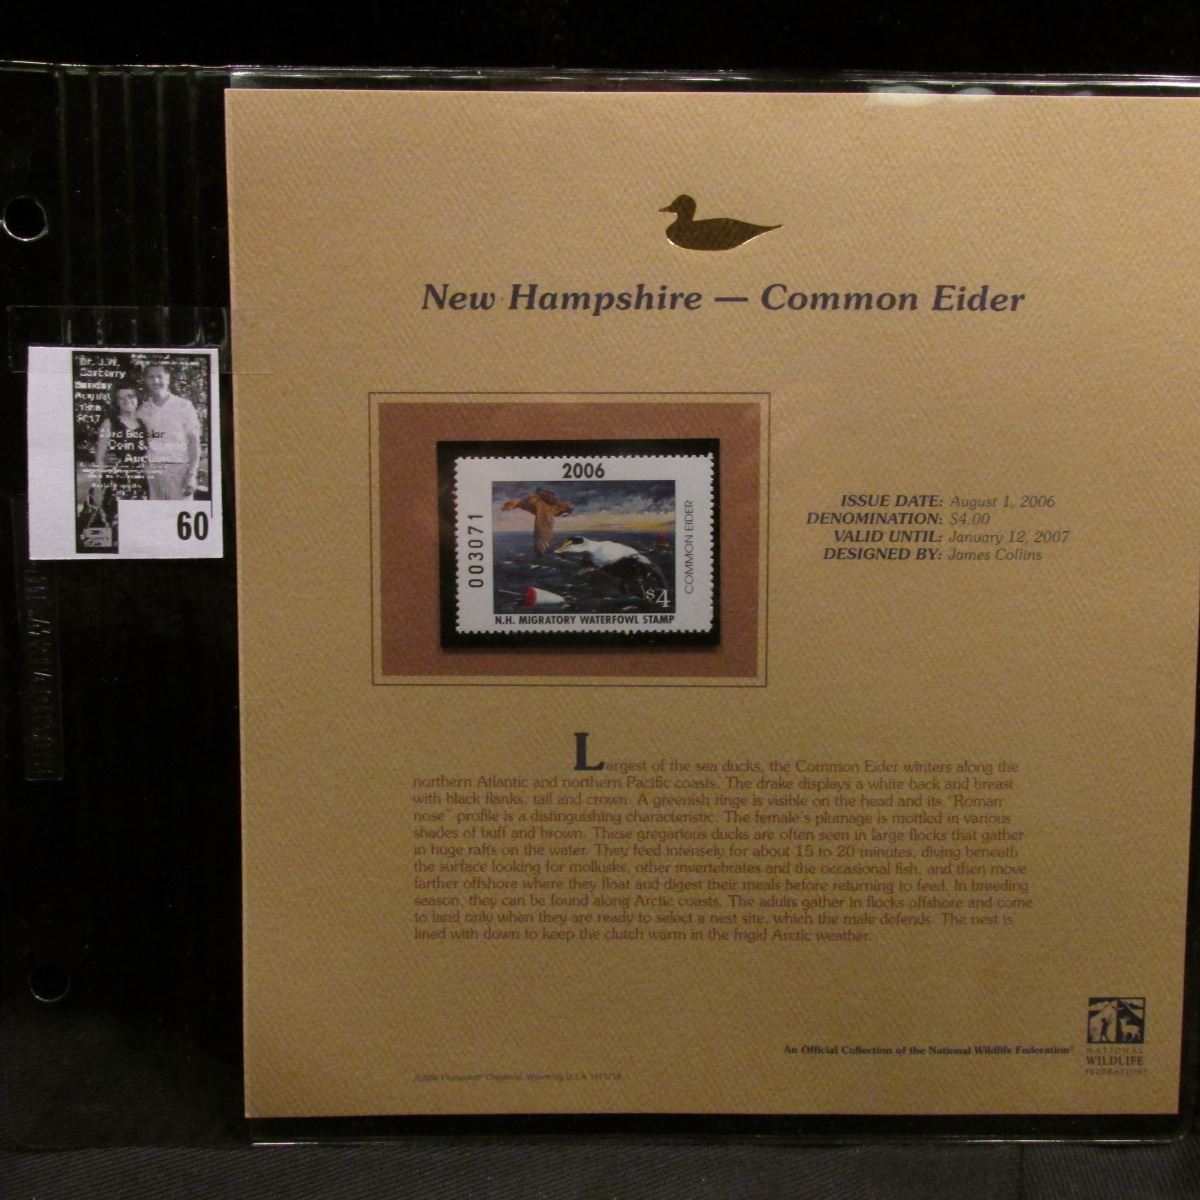 New Hampshire — Common Eider
Dr. J.W.
Carberry
Sunday
August
2017
Coin &
Auction
60
2006
003071
COMMON EIDER
$4
N.H. MIGRATORY WATERFOWL STAMP
ISSUE DATE: August 1, 2006
DENOMINATION: $4.00
VALID UNTIL: January 12, 2007
DESIGNED BY: James Collins
Largest of the sea ducks, the Common Eider winters along the
northern Atlantic and northern Pacific coasts. The drake displays a white back and breast
with black flanks, tail and crown. A greenish tinge is visible on the head and its "Roman
nose" profile is a distinguishing characteristic. The female's plumage is mottled in various
shades of buff and brown. These gregarious ducks are often seen in large flocks that gather
in huge rafts on the water. They feed intensely for about 15 to 20 minutes, diving beneath
the surface looking for mollusks, other invertebrates and the occasional fish, and then move
farther offshore where they float and digest their meals before returning to feed. In breeding
season, they can be found along Arctic coasts. The adults gather in flocks offshore and come
to land only when they are ready to select a nest site, which the male defends. The nest is
lined with down to keep the clutch warm in the frigid Arctic weather.
An Official Collection of the National Wildlife Federation®
NATIONAL
WILDLIFE
FEDERATION®
Cheyenne, Wyoming, U.S.A.